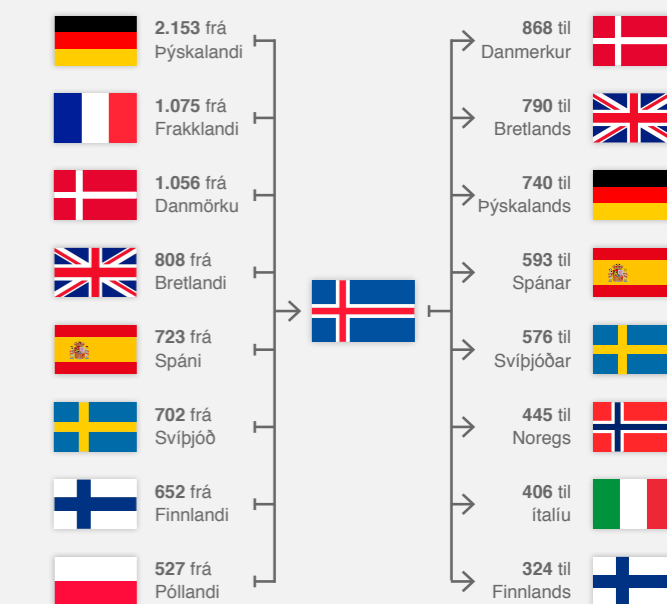 2.153 frá
Þýskalandi
1.075 frá
Frakklandi
1.056 frá
Danmörku
808 frá
Bretlandi
723 frá
Spáni
702 frá
Svíþjóð
652 frá
Finnlandi
527 frá
Póllandi
868 til
Danmerkur
790 til
Bretlands
740 til
Þýskalands
593 til
Spánar
576 til
Svíþjóðar
445 til
Noregs
406 til
ítalíu
324 til
Finnlands